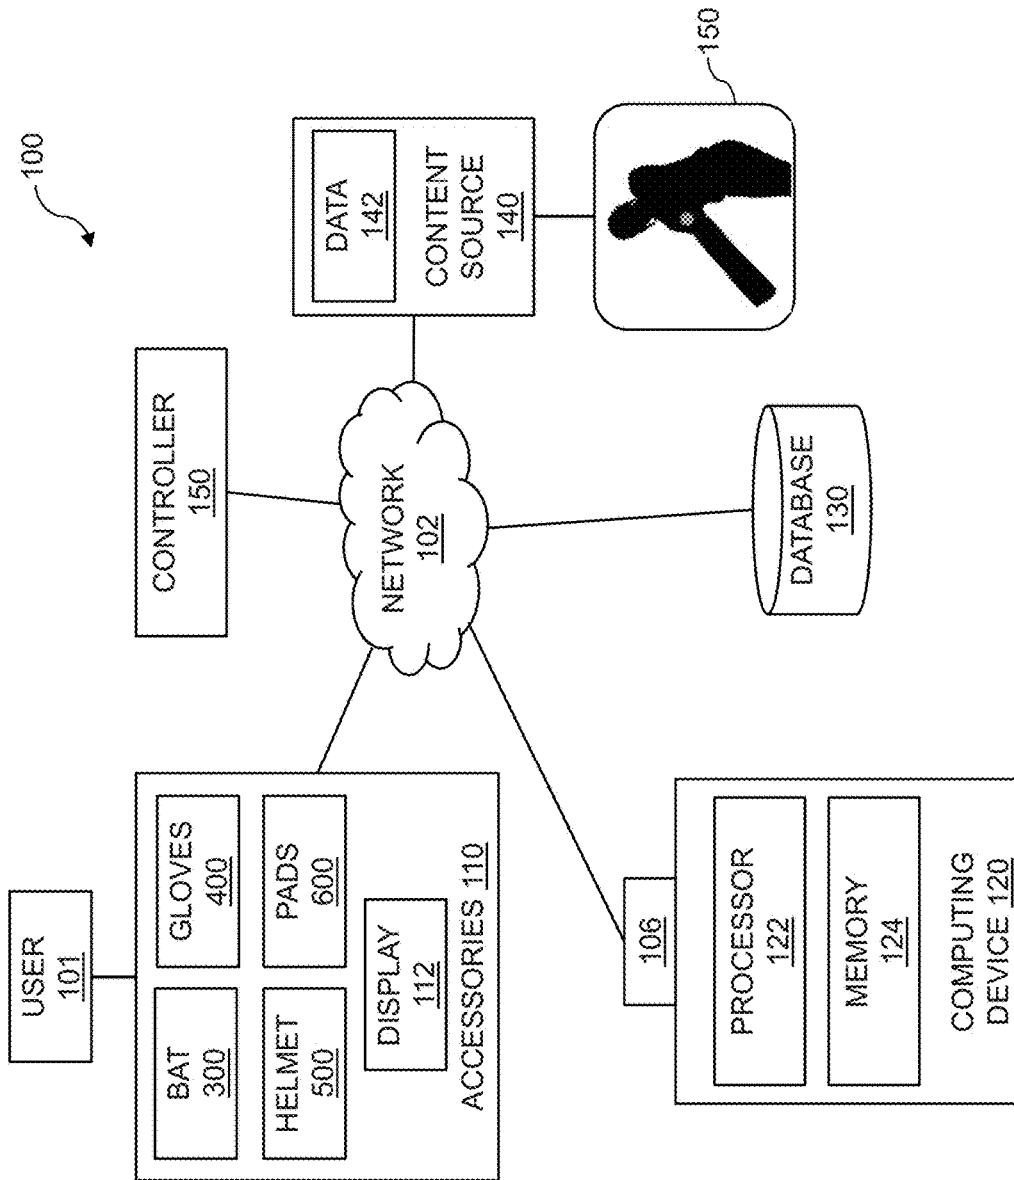 100
USER
101
BAT
300
GLOVES
400
HELMET
500
PADS
600
DISPLAY
112
ACCESSORIES 110
CONTROLLER
150
NETWORK
102
DATA
142
CONTENT
SOURCE
140
150
106
PROCESSOR
122
MEMORY
124
COMPUTING
DEVICE 120
DATABASE
130